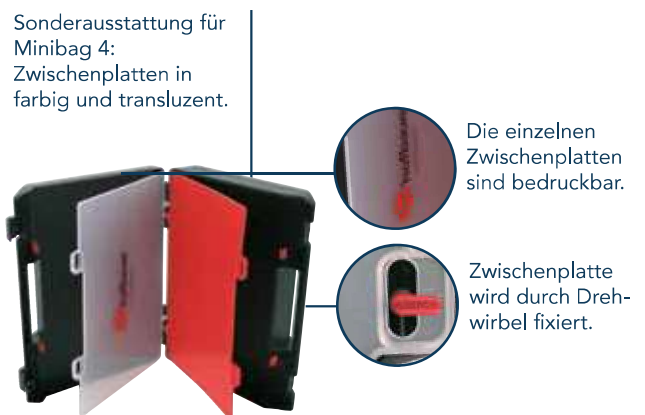 Sonderausstattung für
Minibag 4:
Zwischenplatten in
farbig und transluzent.
Die einzelnen
Zwischenplatten
sind bedruckbar.
Zwischenplatte
wird durch Dreh-
wirbel fixiert.